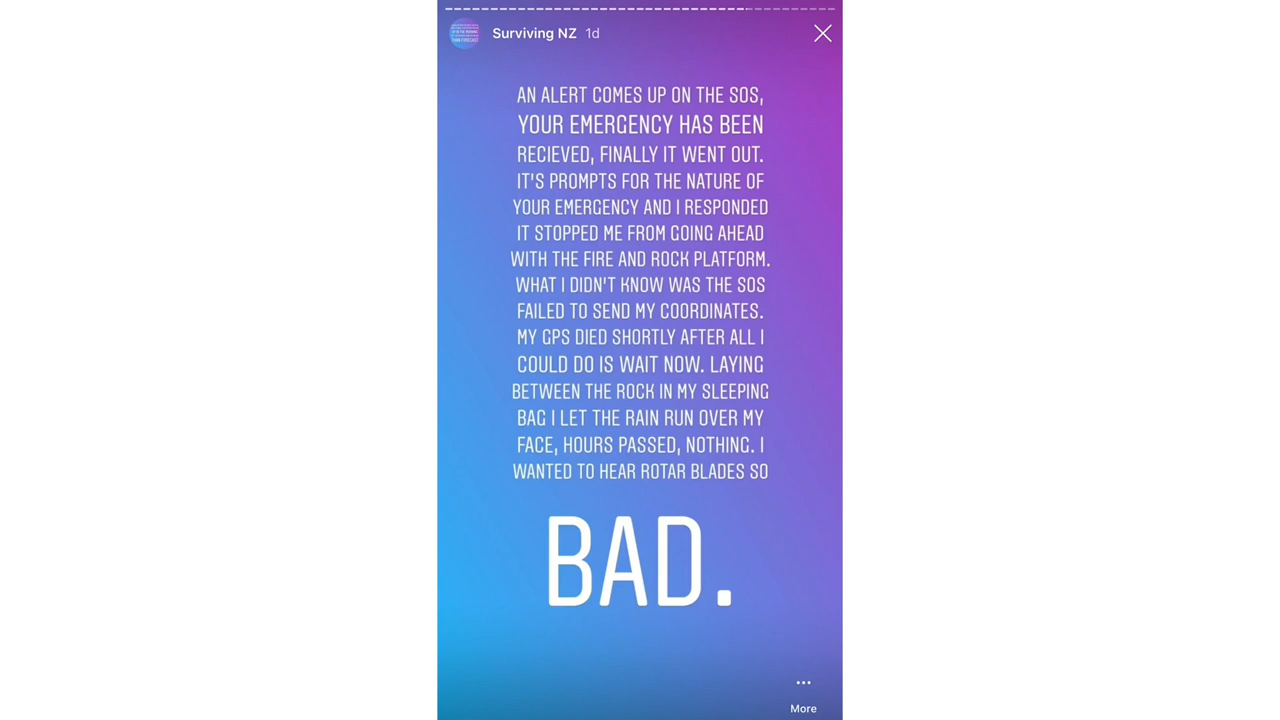 Surviving NZ 1d
AN ALERT COMES UP ON THE SOS,
YOUR EMERGENCY HAS BEEN
RECIEVED, FINALLY IT WENT OUT.
IT'S PROMPTS FOR THE NATURE OF
YOUR EMERGENCY AND I RESPONDED
IT STOPPED ME FROM GOING AHEAD
WITH THE FIRE AND ROCK PLATFORM.
WHAT I DIDN'T KNOW WAS THE SOS
FAILED TO SEND MY COORDINATES.
MY GPS DIED SHORTLY AFTER ALL I
COULD DO IS WAIT NOW. LAYING
BETWEEN THE ROCK IN MY SLEEPING
BAG I LET THE RAIN RUN OVER MY
FACE, HOURS PASSED, NOTHING. I
WANTED TO HEAR ROTAR BLADES SO
BAD.
More